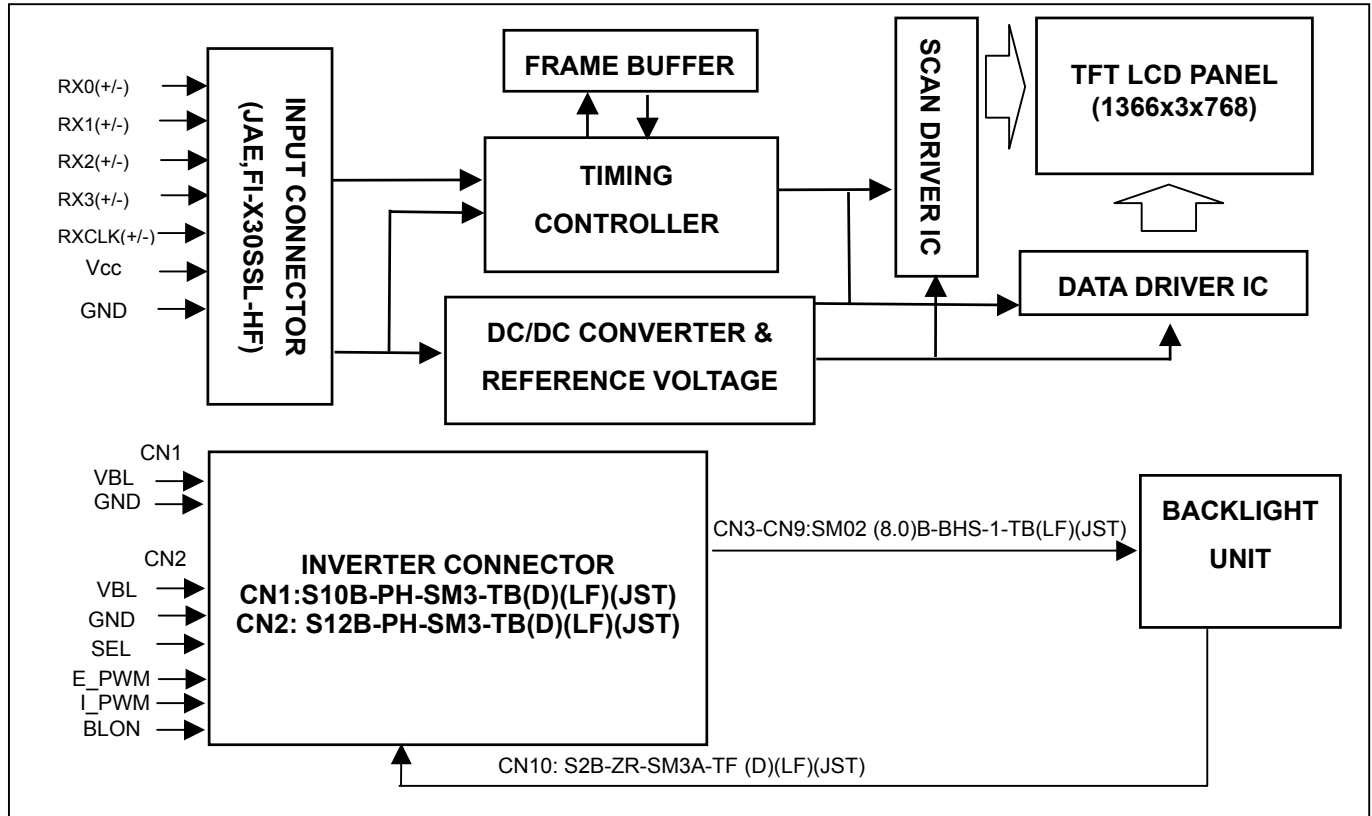 RX0(+/-)
RX1(+/-)
RX2(+/-)
RX3(+/-)
RXCLK(+/-)
Vcc
GND
INPUT CONNECTOR
(JAE,FI-X30SSL-HF)
FRAME BUFFER
TIMING
CONTROLLER
DC/DC CONVERTER &
REFERENCE VOLTAGE
SCAN DRIVER IC
TFT LCD PANEL
(1366x3x768)
DATA DRIVER IC
CN1
VBL
GND
CN2
VBL
GND
SEL
E_PWM
I_PWM
BLON
INVERTER CONNECTOR
CN1:S10B-PH-SM3-TB(D)(LF)(JST)
CN2: S12B-PH-SM3-TB(D)(LF)(JST)
CN3-CN9:SM02 (8.0)B-BHS-1-TB(LF)(JST)
BACKLIGHT
UNIT
CN10: S2B-ZR-SM3A-TF (D)(LF)(JST)